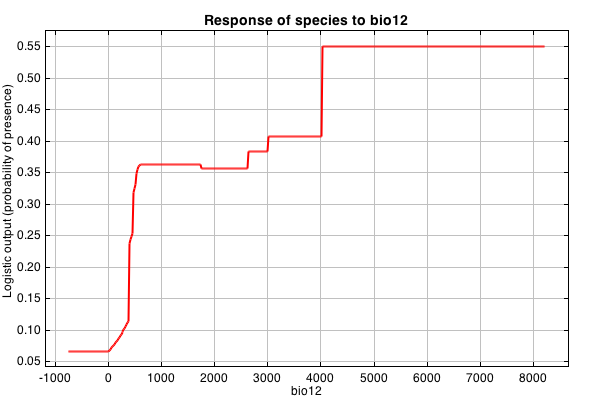 Response of species to bio12
Logistic output (probability of presence)
0.55
0.50
0.45
0.40
0.35
0.30
0.25
0.20
0.15
0.10
0.05
-1000 0 1000 2000 3000 4000 5000 6000 7000 8000
bio12